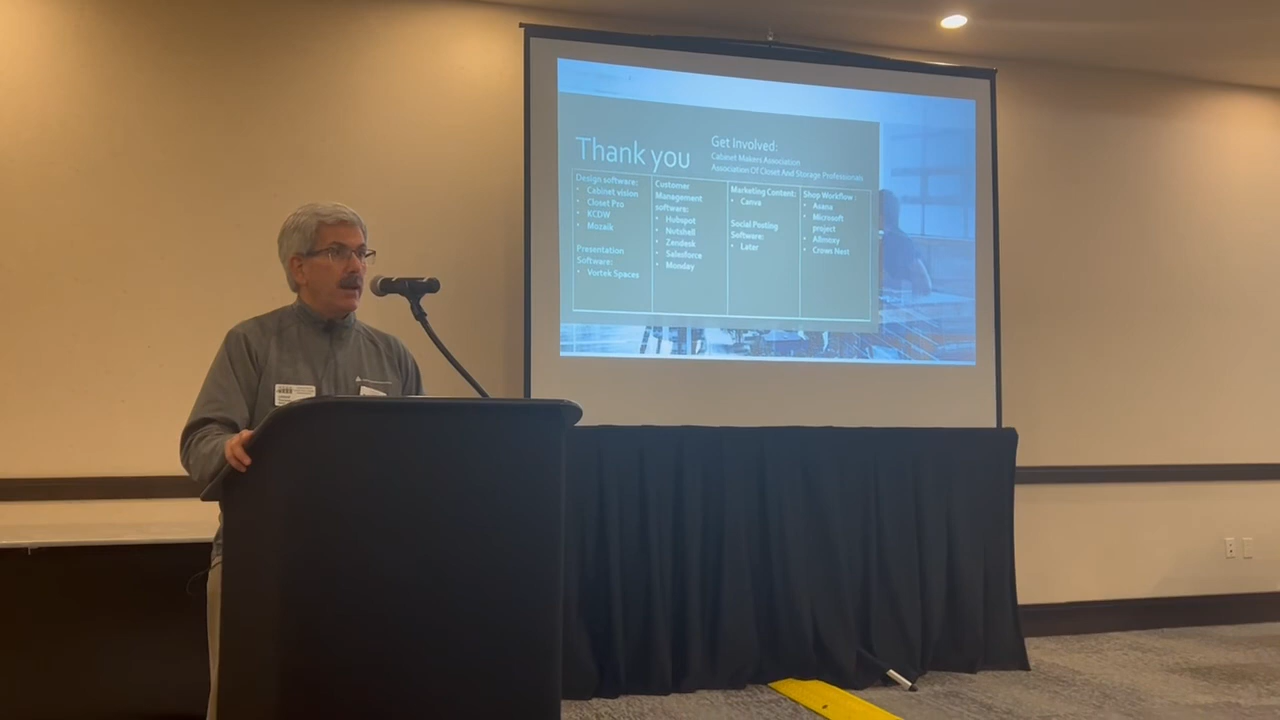 Thank you
Get Involved:
Cabinet Makers Association
Association Of Closet And Storage Professionals
Design software:
• Cabinet vision
• Closet Pro
• KCDW
• Mozaik
Presentation
Software:
• Vortek Spaces
Customer
Management
software:
• Hubspot
• Nutshell
• Zendesk
• Salesforce
• Monday
Marketing Content:
• Canva
Social Posting
Software:
• Later
Shop Workflow :
• Asana
• Microsoft
project
• Allmoxy
• Crows Nest